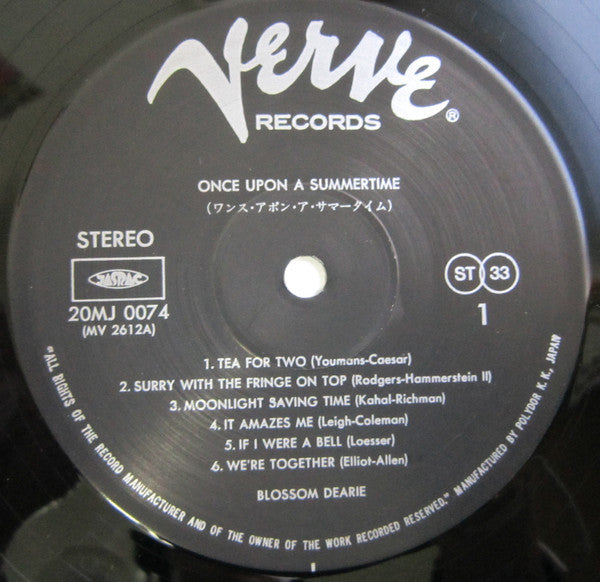 Verve
RECORDS
®
ONCE UPON A SUMMERTIME
(ワンス・アポン・ア・サマータイム)
STEREO
JASRAC
20MJ 0074
(MV 2612A)
ST 33
1
1. TEA FOR TWO (Youmans-Caesar)
2. SURRY WITH THE FRINGE ON TOP (Rodgers-Hammerstein II)
3. MOONLIGHT SAVING TIME (Kahal-Richman)
4. IT AMAZES ME (Leigh-Coleman)
5. IF I WERE A BELL (Loesser)
6. WE'RE TOGETHER (Elliot-Allen)
BLOSSOM DEARIE
"ALL RIGHTS OF THE RECORD MANUFACTURER AND OF THE OWNER OF THE WORK RECORDED RESERVED." MANUFACTURED BY POLYDOR K. K., JAPAN
I